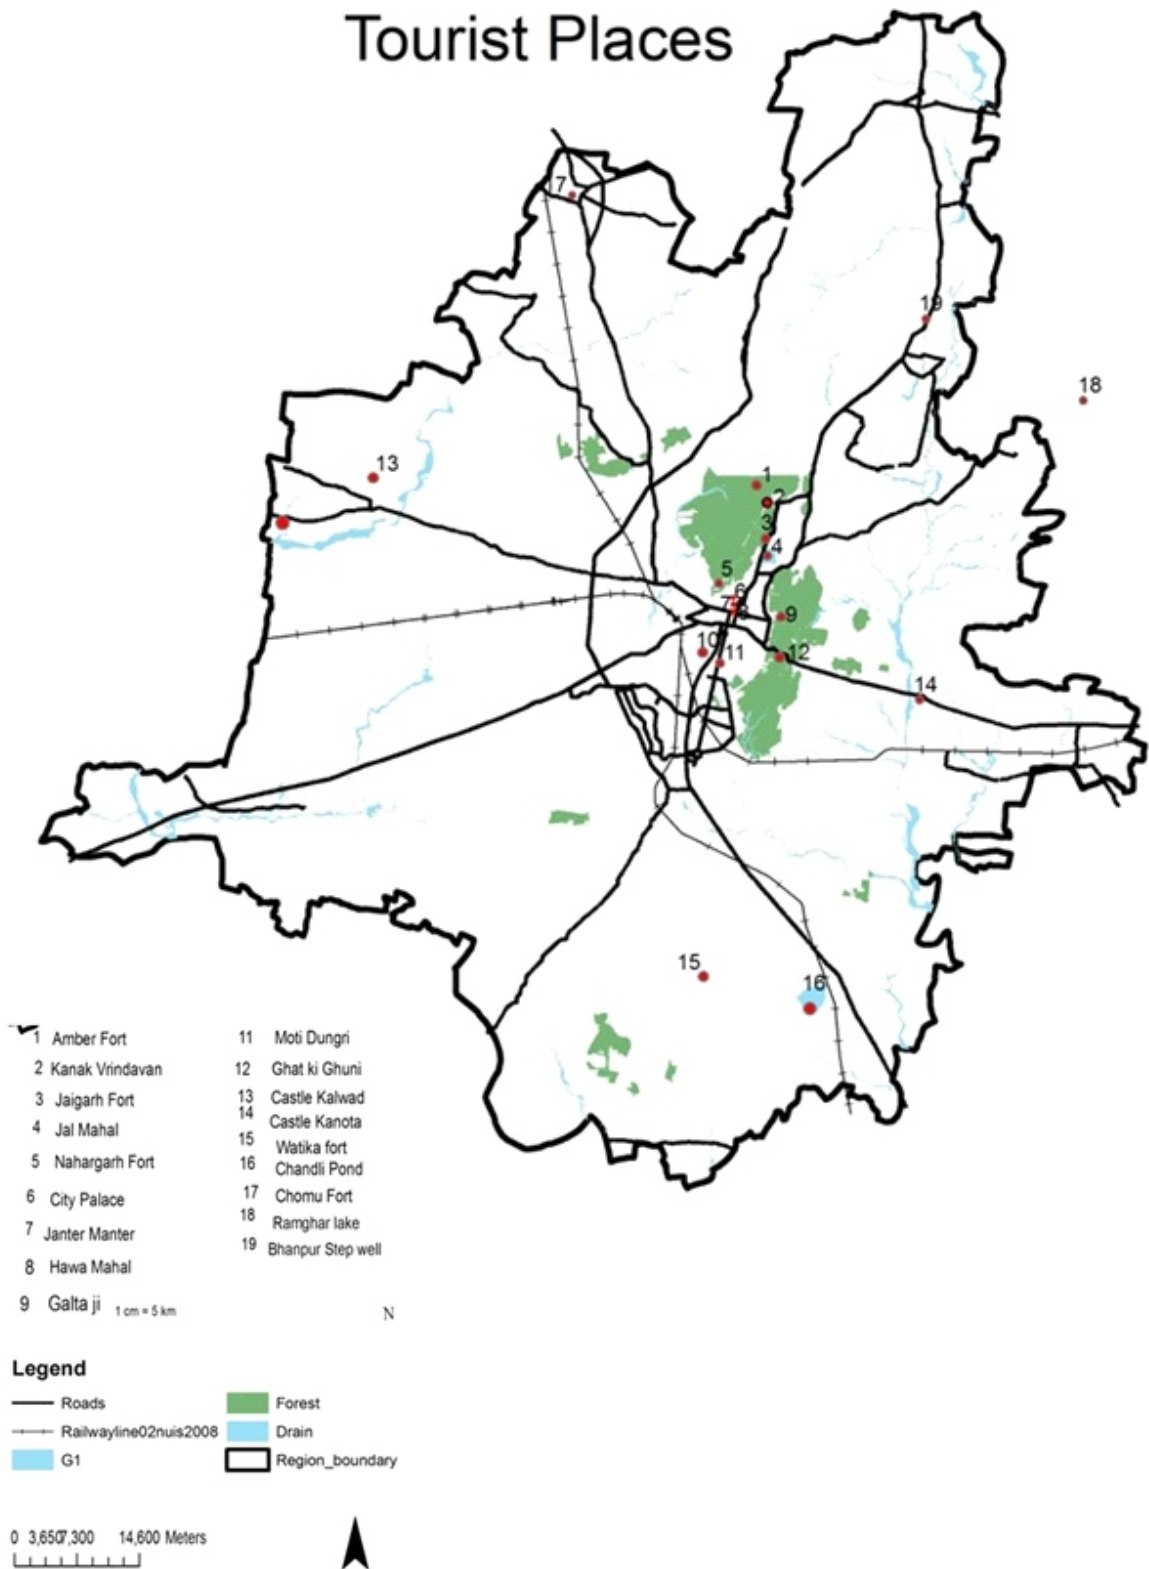 Tourist Places
7
19
18
13
1
2
3
4
5
6
7
8
9
10
11
12
14
15
16
1 Amber Fort
2 Kanak Vrindavan
3 Jaigarh Fort
4 Jal Mahal
5 Nahargarh Fort
6 City Palace
7 Janter Manter
8 Hawa Mahal
9 Galta ji
11 Moti Dungri
12 Ghat ki Ghuni
13 Castle Kalwad
14 Castle Kanota
15 Watika fort
16 Chandli Pond
17 Chomu Fort
18 Ramghar lake
19 Bhanpur Step well
1 cm = 5 km
N
Legend
Roads
Railwayline02nuis2008
G1
Forest
Drain
Region_boundary
0 3,650 7,300 14,600 Meters